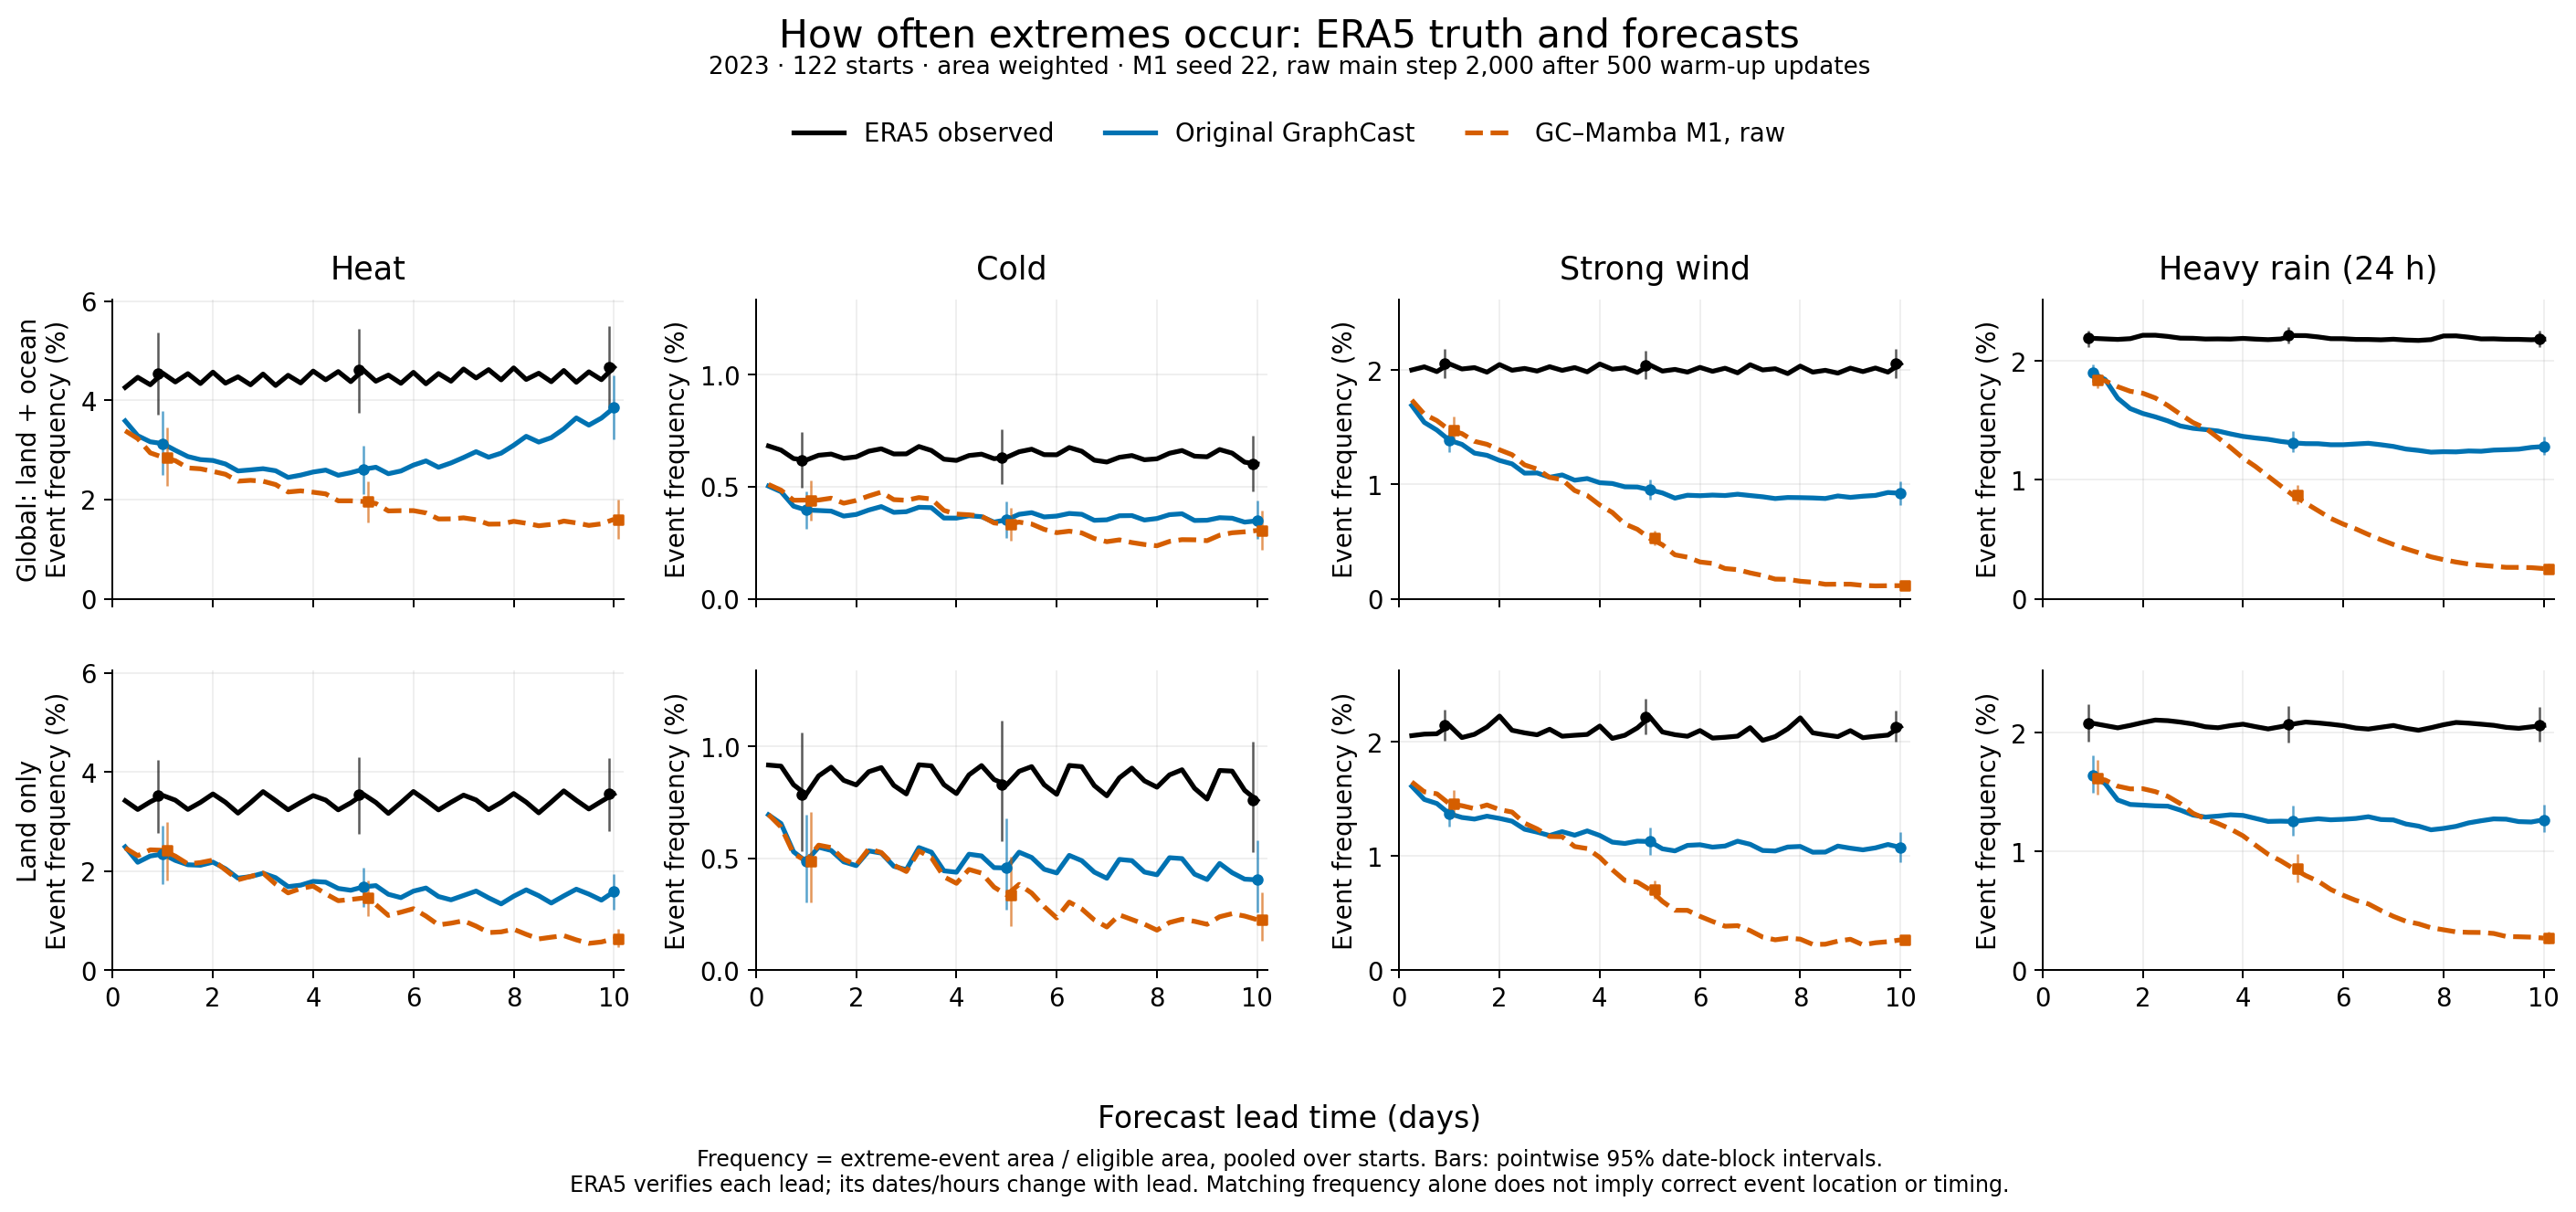 How often extremes occur: ERA5 truth and forecasts
2023 · 122 starts · area weighted · M1 seed 22, raw main step 2,000 after 500 warm-up updates
ERA5 observed
Original GraphCast
GC–Mamba M1, raw
Heat
Cold
Strong wind
Heavy rain (24 h)
Global: land + ocean
Event frequency (%)
6
4
2
0
Event frequency (%)
1.0
0.5
0.0
Event frequency (%)
2
1
0
Event frequency (%)
2
1
0
Land only
Event frequency (%)
6
4
2
0
0 2 4 6 8 10
Event frequency (%)
1.0
0.5
0.0
0 2 4 6 8 10
Event frequency (%)
2
1
0
0 2 4 6 8 10
Event frequency (%)
2
1
0
0 2 4 6 8 10
Forecast lead time (days)
Frequency = extreme-event area / eligible area, pooled over starts. Bars: pointwise 95% date-block intervals.
ERA5 verifies each lead; its dates/hours change with lead. Matching frequency alone does not imply correct event location or timing.